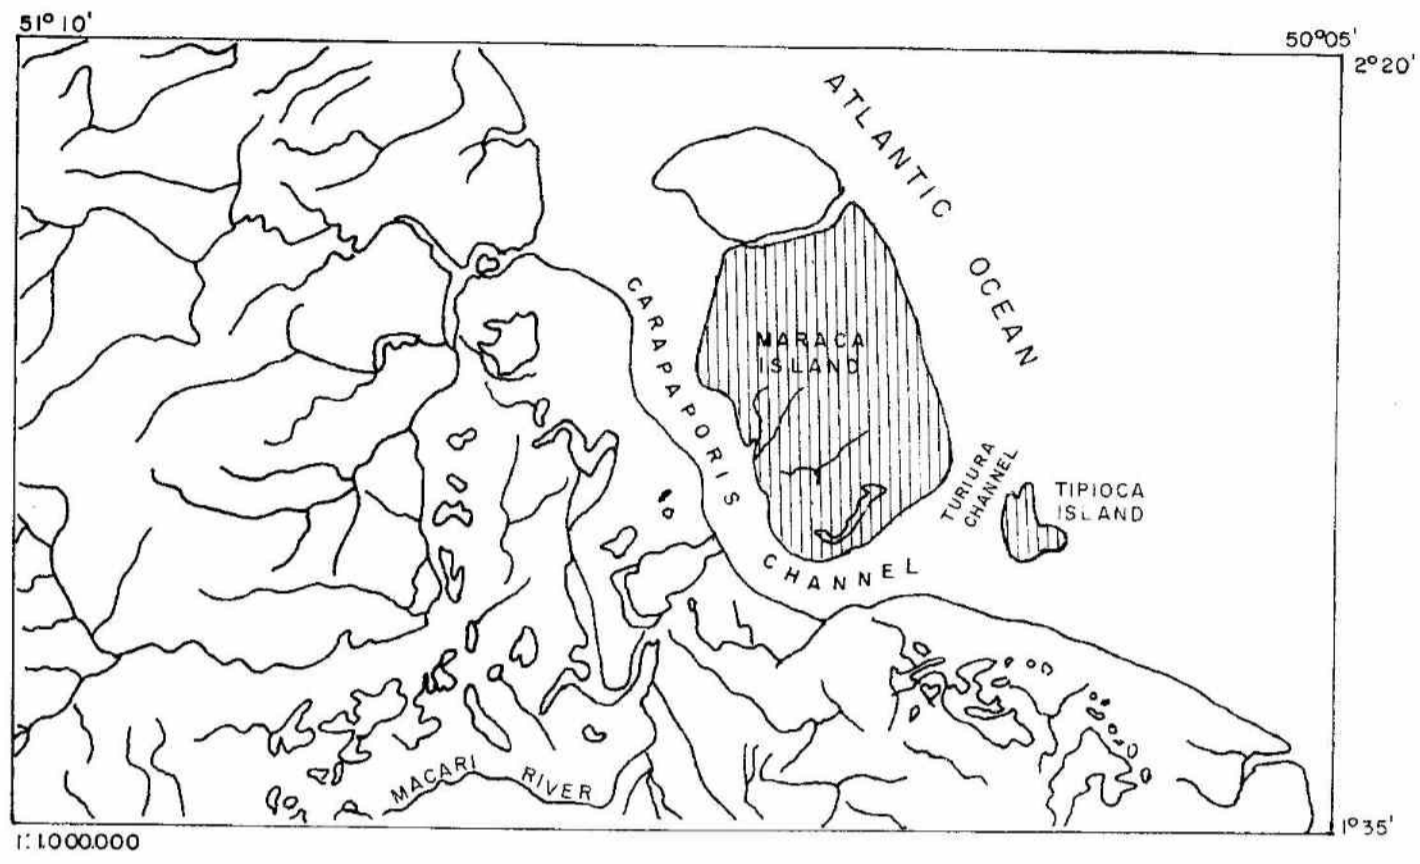 51°10'
50°05'
2°20'
ATLANTIC OCEAN
CARAPAPORIS CHANNEL
MARACA
ISLAND
TURIURA
CHANNEL
TIPIOCA
ISLAND
MACARI RIVER
1°35'
1:1.000.000